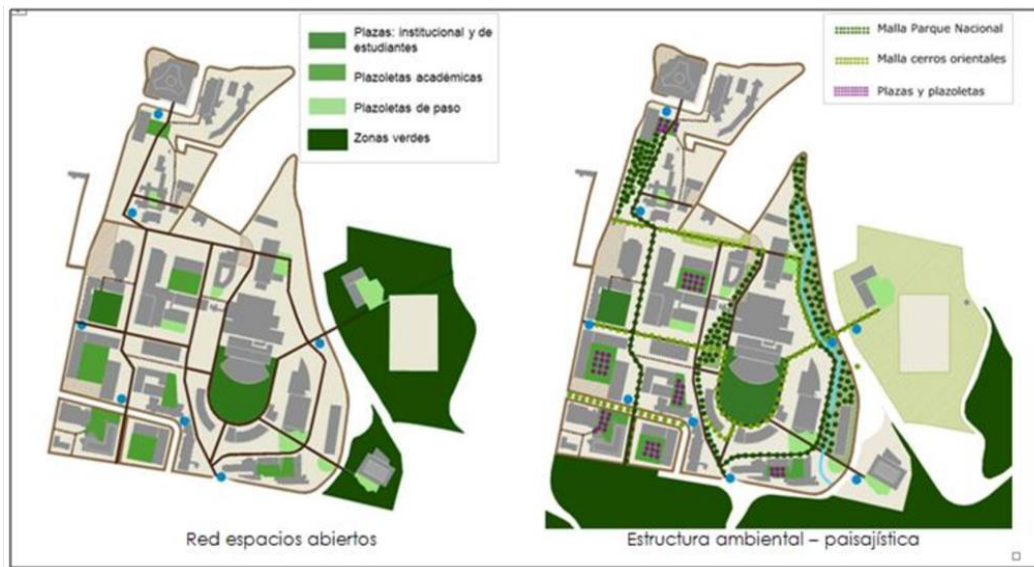 Plazas: institucional y de
estudiantes
Plazoletas académicas
Plazoletas de paso
Zonas verdes
Red espacios abiertos
Malla Parque Nacional
Malla cerros orientales
Plazas y plazoletas
Estructura ambiental – paisajística